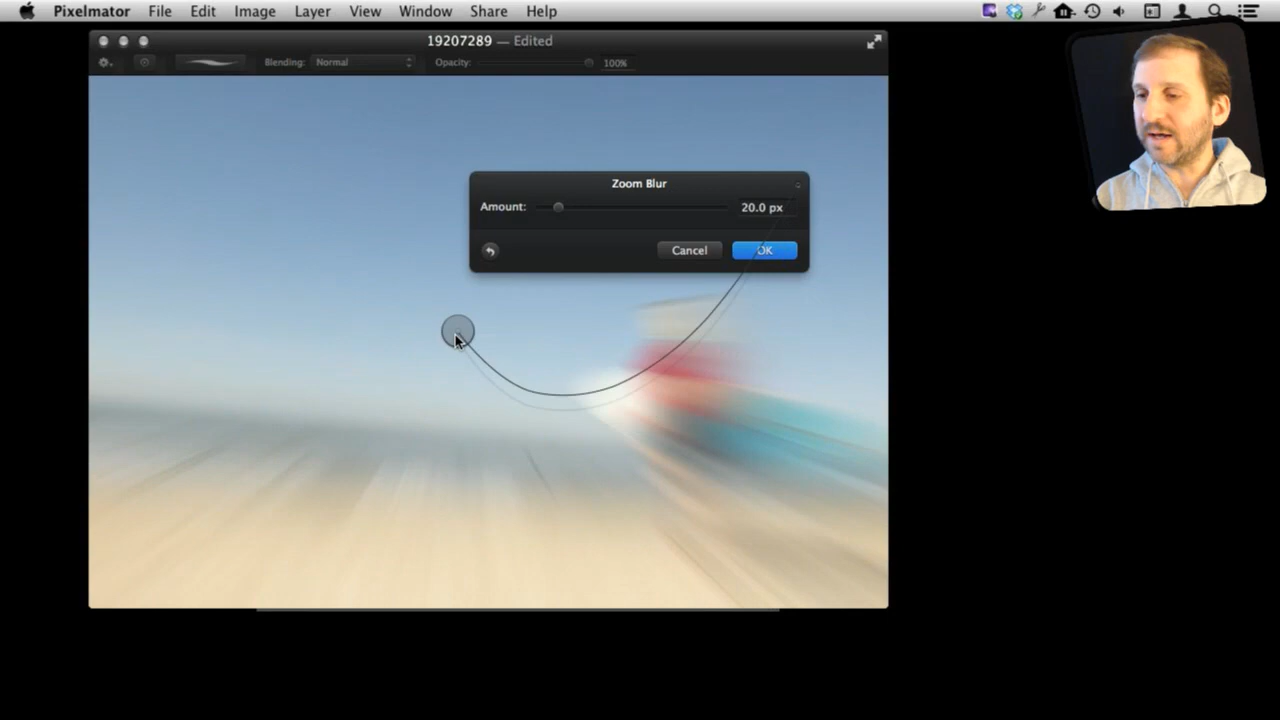 Pixelmator File Edit Image Layer View Window Share Help
19207289 — Edited
Blending: Normal Opacity: 100%
Zoom Blur
Amount: 20.0 px
Cancel OK